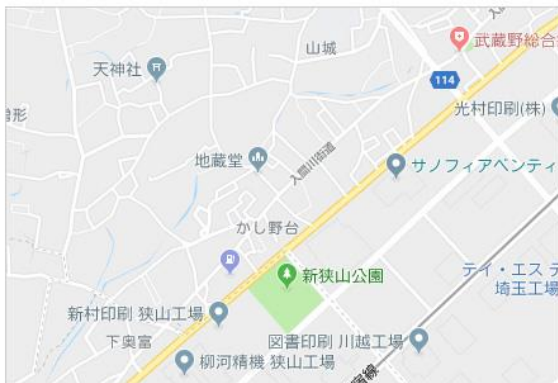 山城
武蔵野総合
天神社
114
光村印刷(株)
増形
地蔵堂
入間川街道
サノフィアベンティ
かし野台
新狭山公園
テイ・エス テ
埼玉工場
新村印刷 狭山工場
下奥富
図書印刷 川越工場
柳河精機 狭山工場
宿線